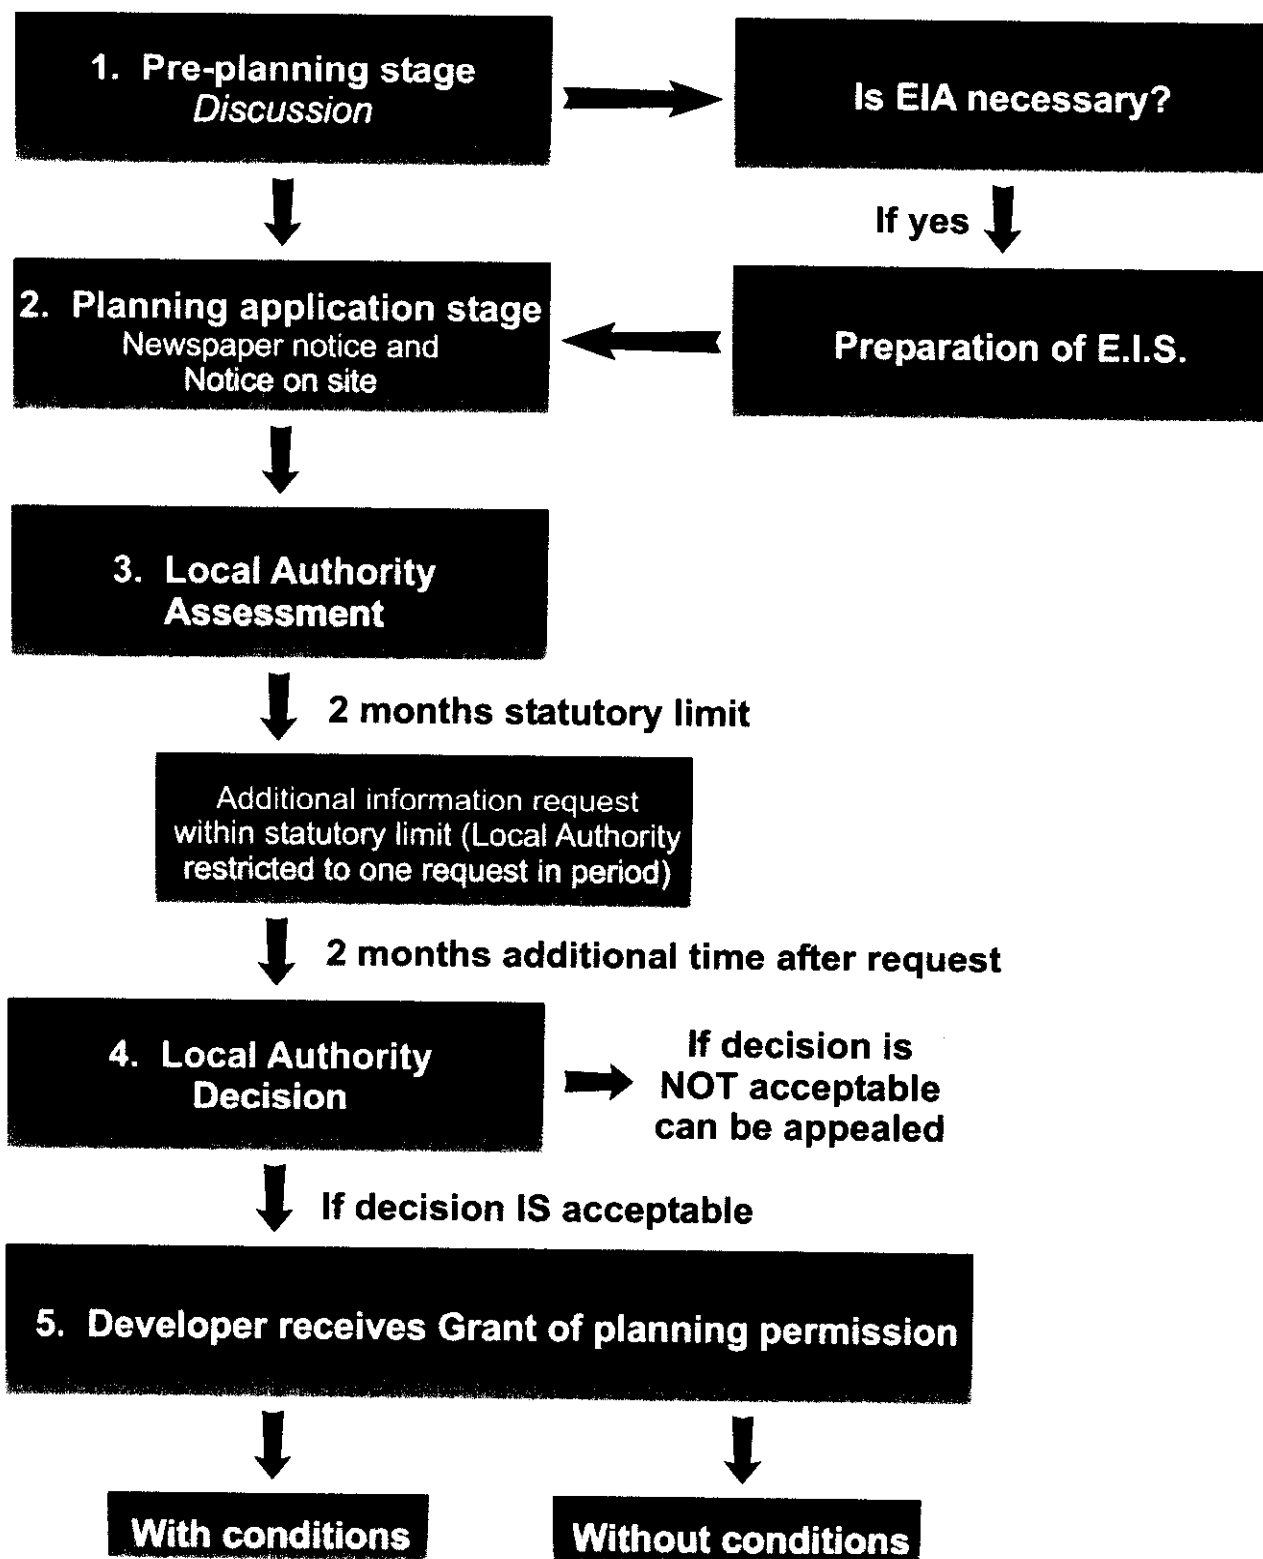 1. Pre-planning stage
Discussion
Is EIA necessary?
If yes
2. Planning application stage
Newspaper notice and
Notice on site
Preparation of E.I.S.
3. Local Authority
Assessment
2 months statutory limit
Additional information request
within statutory limit (Local Authority
restricted to one request in period)
2 months additional time after request
4. Local Authority
Decision
If decision is
NOT acceptable
can be appealed
If decision IS acceptable
5. Developer receives Grant of planning permission
With conditions
Without conditions